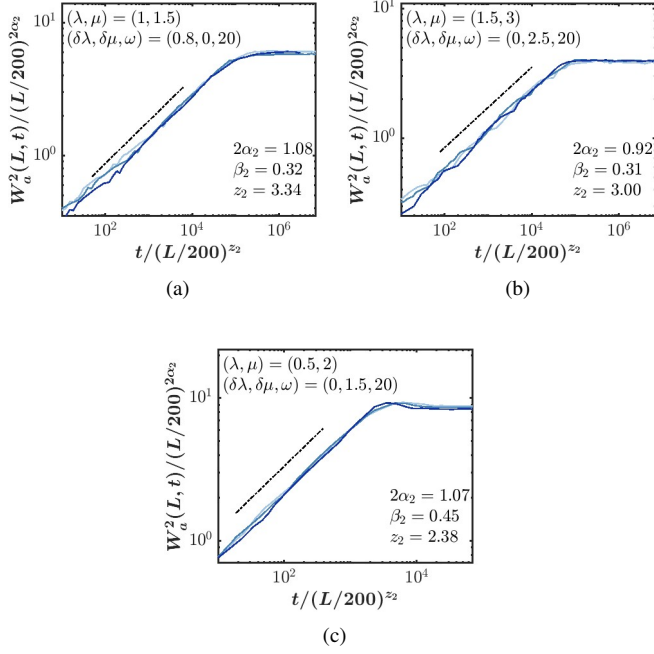 (λ, μ) = (1, 1.5)
(δλ, δμ, ω) = (0.8, 0, 20)
W_a^2(L, t)/(L/200)^{2α_2}
10^1
10^0
2α_2 = 1.08
β_2 = 0.32
z_2 = 3.34
10^2 10^4 10^6
t/(L/200)^{z_2}
(a)
(λ, μ) = (1.5, 3)
(δλ, δμ, ω) = (0, 2.5, 20)
W_a^2(L, t)/(L/200)^{2α_2}
10^1
10^0
2α_2 = 0.92
β_2 = 0.31
z_2 = 3.00
10^2 10^4 10^6
t/(L/200)^{z_2}
(b)
(λ, μ) = (0.5, 2)
(δλ, δμ, ω) = (0, 1.5, 20)
W_a^2(L, t)/(L/200)^{2α_2}
10^1
10^0
2α_2 = 1.07
β_2 = 0.45
z_2 = 2.38
10^2 10^4
t/(L/200)^{z_2}
(c)